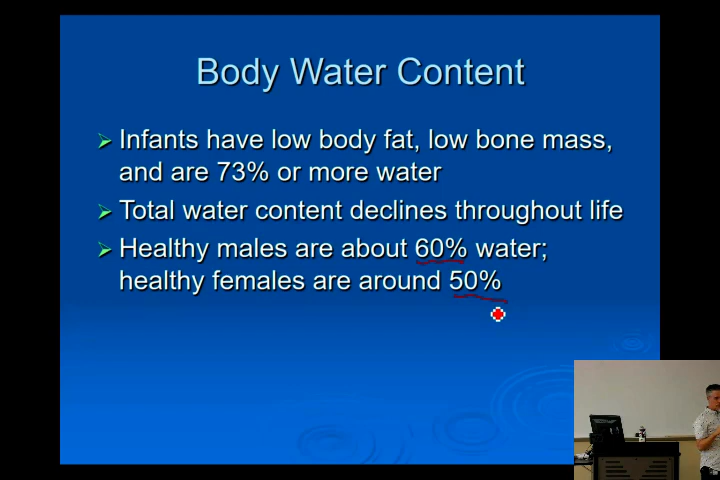 Body Water Content
Infants have low body fat, low bone mass,
and are 73% or more water
Total water content declines throughout life
Healthy males are about 60% water;
healthy females are around 50%